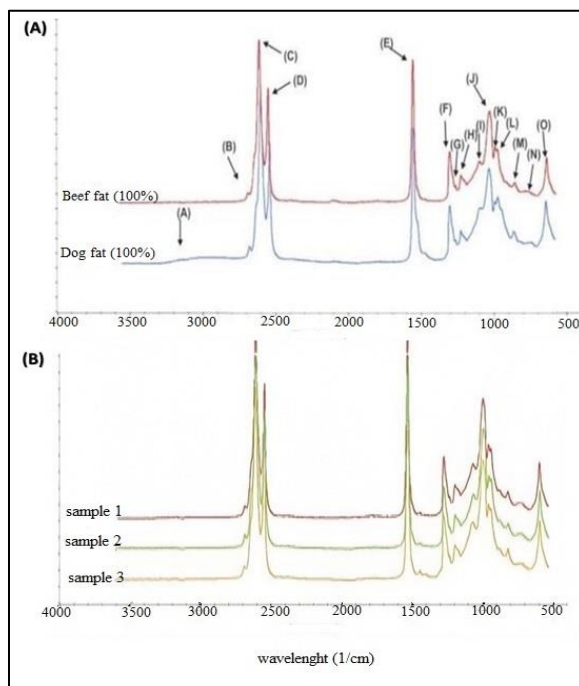 (A)
(C)
(E)
(D)
(J)
(B)
(F)
(G)
(H)
(I)
(K)
(L)
(M)
(N)
(O)
Beef fat (100%)
(A)
Dog fat (100%)
4000 3500 3000 2500 2000 1500 1000 500
(B)
sample 1
sample 2
sample 3
4000 3500 3000 2500 2000 1500 1000 500
wavelenght (1/cm)